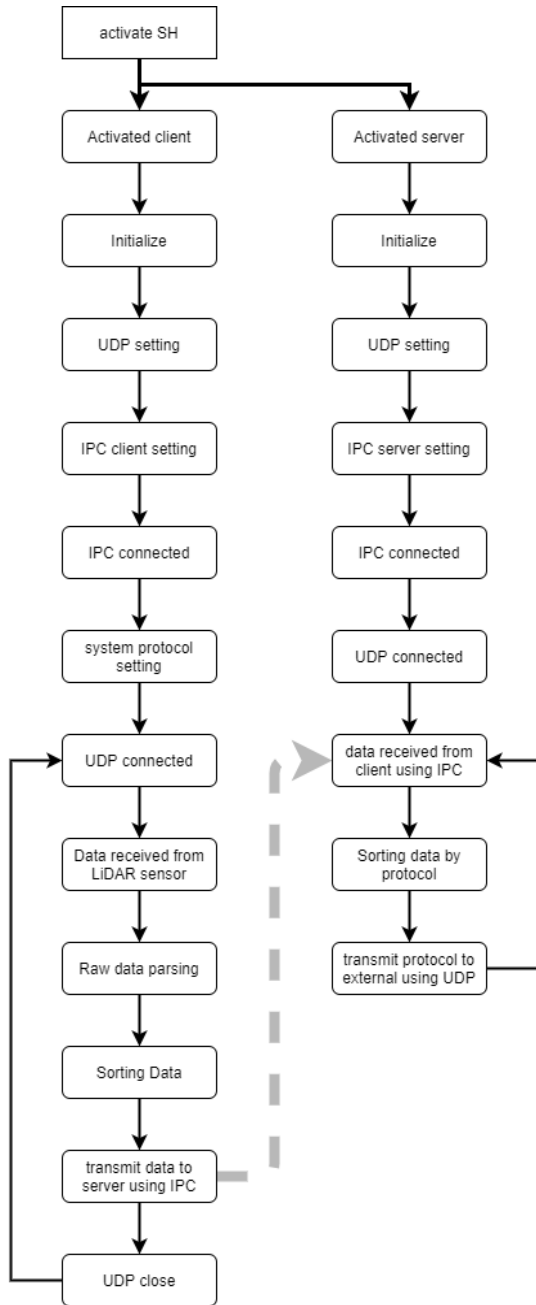 activate SH
Activated client
Initialize
UDP setting
IPC client setting
IPC connected
system protocol
setting
UDP connected
Data received from
LiDAR sensor
Raw data parsing
Sorting Data
transmit data to
server using IPC
UDP close
Activated server
Initialize
UDP setting
IPC server setting
IPC connected
UDP connected
data received from
client using IPC
Sorting data by
protocol
transmit protocol to
external using UDP